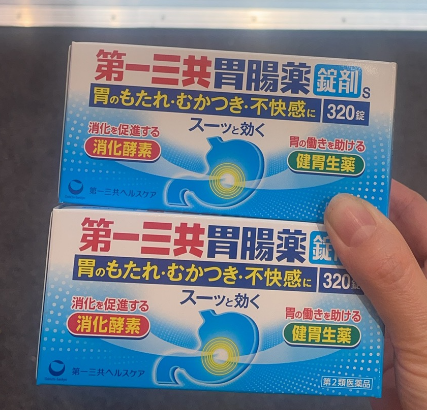 第一三共胃腸薬 錠剤s
胃のもたれ・むかつき・不快感に 320錠
スーッと効く
消化を促進する
消化酵素
胃の働きを助ける
健胃生薬
第一三共ヘルスケア
第一三共胃腸薬 錠
胃のもたれ・むかつき・不快感に 320錠
スーッと効く
消化を促進する
消化酵素
胃の働きを助ける
健胃生薬
第一三共ヘルスケア
第2類医薬品